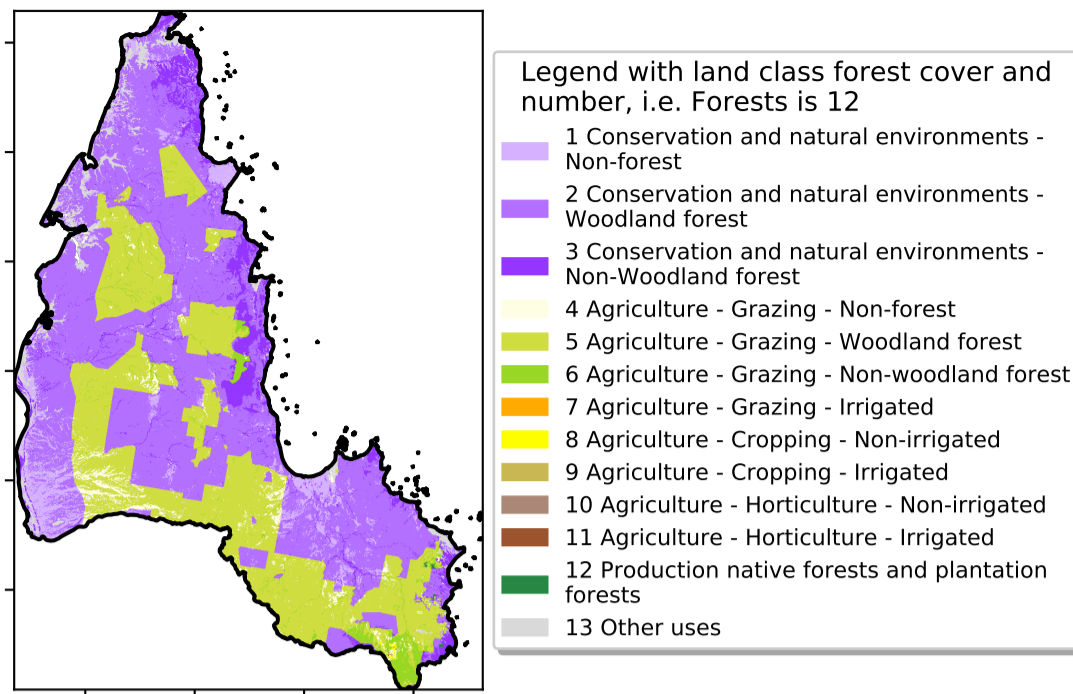 Legend with land class forest cover and
number, i.e. Forests is 12
1 Conservation and natural environments -
Non-forest
2 Conservation and natural environments -
Woodland forest
3 Conservation and natural environments -
Non-Woodland forest
4 Agriculture - Grazing - Non-forest
5 Agriculture - Grazing - Woodland forest
6 Agriculture - Grazing - Non-woodland forest
7 Agriculture - Grazing - Irrigated
8 Agriculture - Cropping - Non-irrigated
9 Agriculture - Cropping - Irrigated
10 Agriculture - Horticulture - Non-irrigated
11 Agriculture - Horticulture - Irrigated
12 Production native forests and plantation
forests
13 Other uses